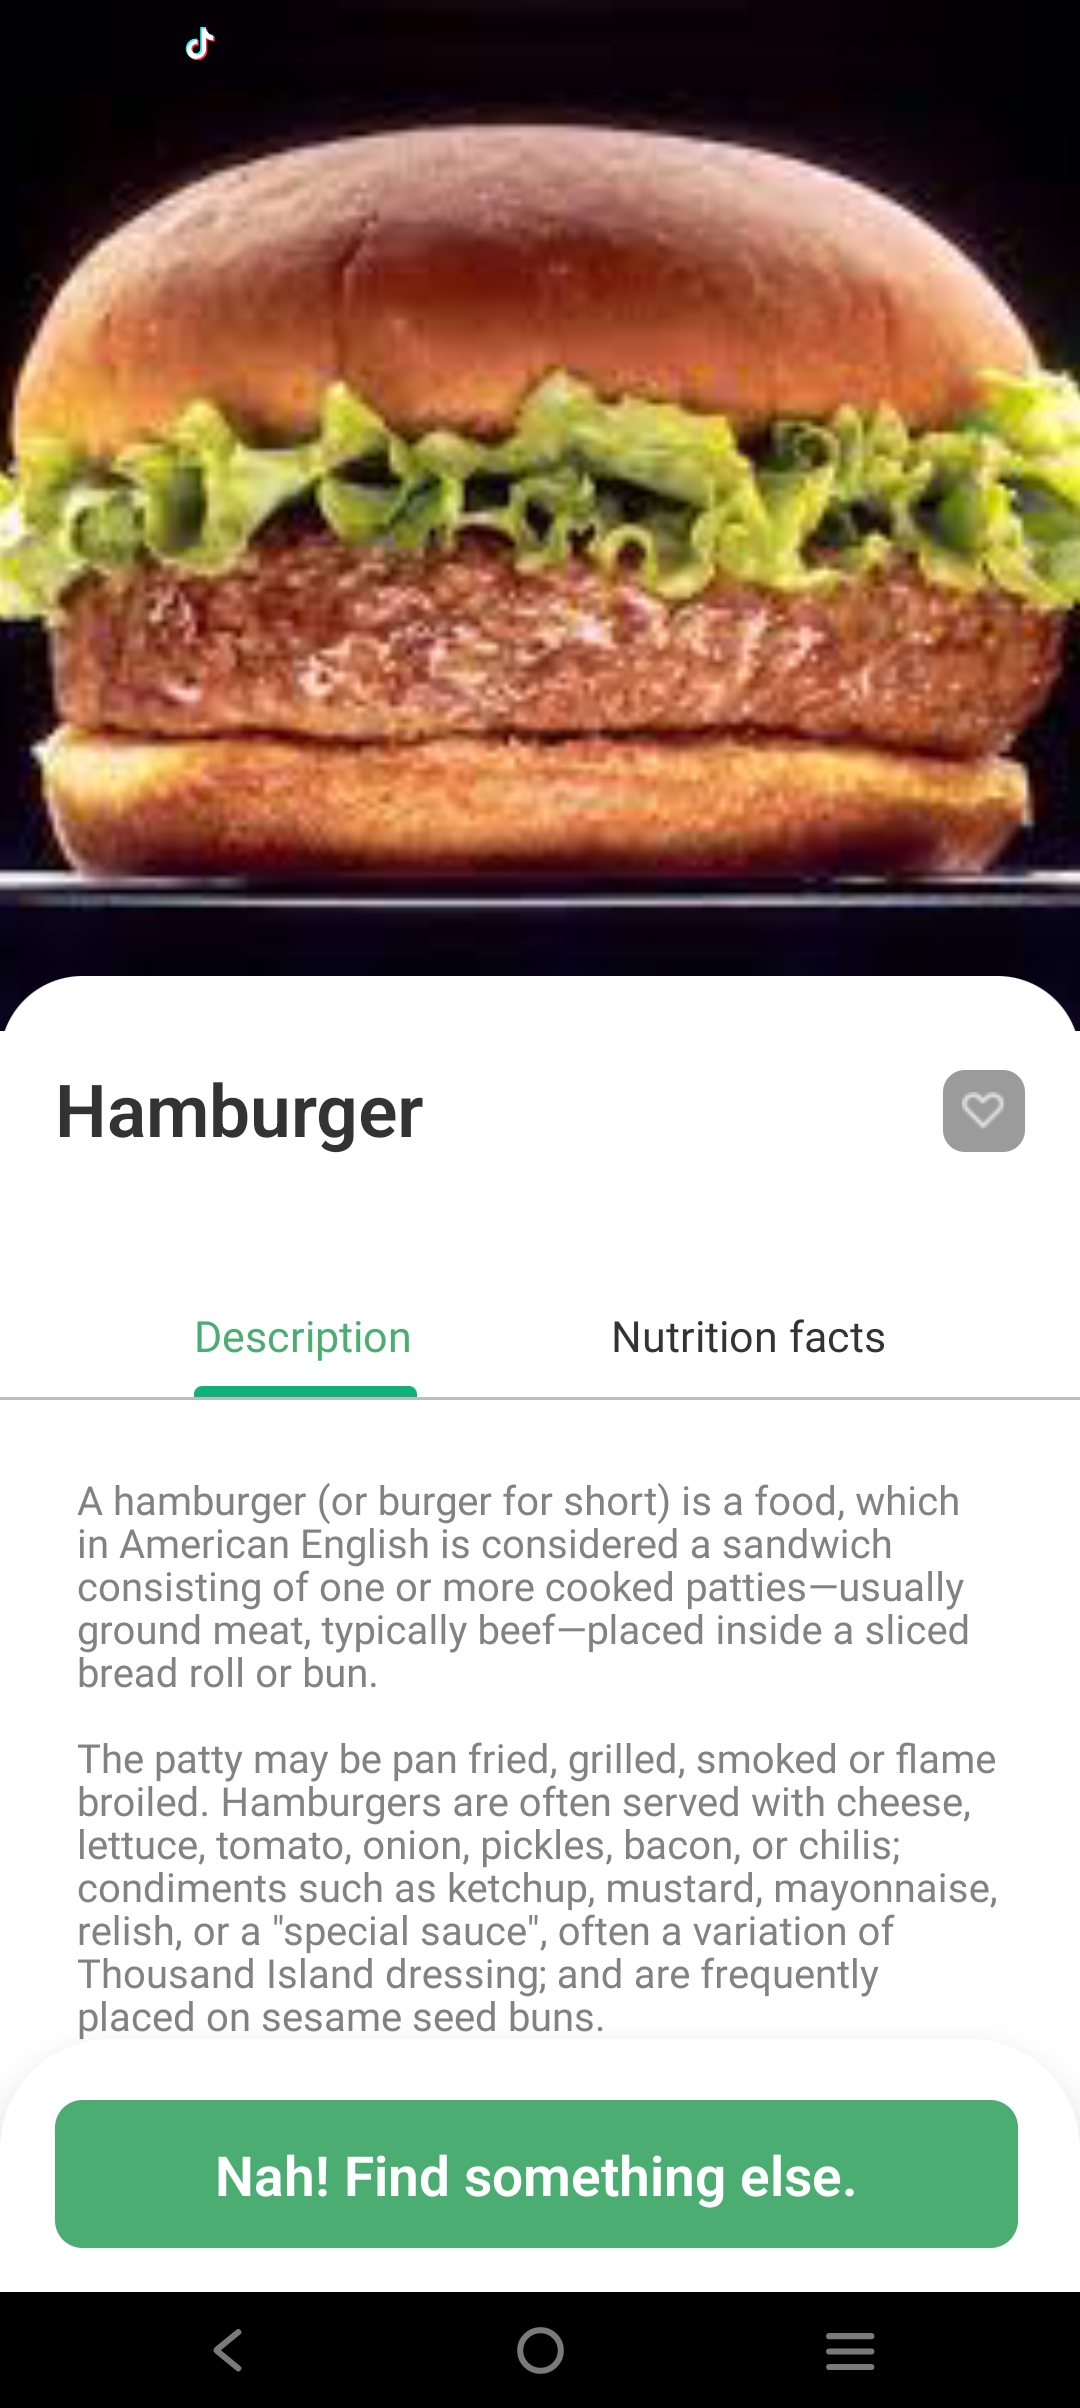 Hamburger
Description
Nutrition facts
A hamburger (or burger for short) is a food, which
in American English is considered a sandwich
consisting of one or more cooked patties—usually
ground meat, typically beef—placed inside a sliced
bread roll or bun.
The patty may be pan fried, grilled, smoked or flame
broiled. Hamburgers are often served with cheese,
lettuce, tomato, onion, pickles, bacon, or chilis;
condiments such as ketchup, mustard, mayonnaise,
relish, or a "special sauce", often a variation of
Thousand Island dressing; and are frequently
placed on sesame seed buns.
Nah! Find something else.